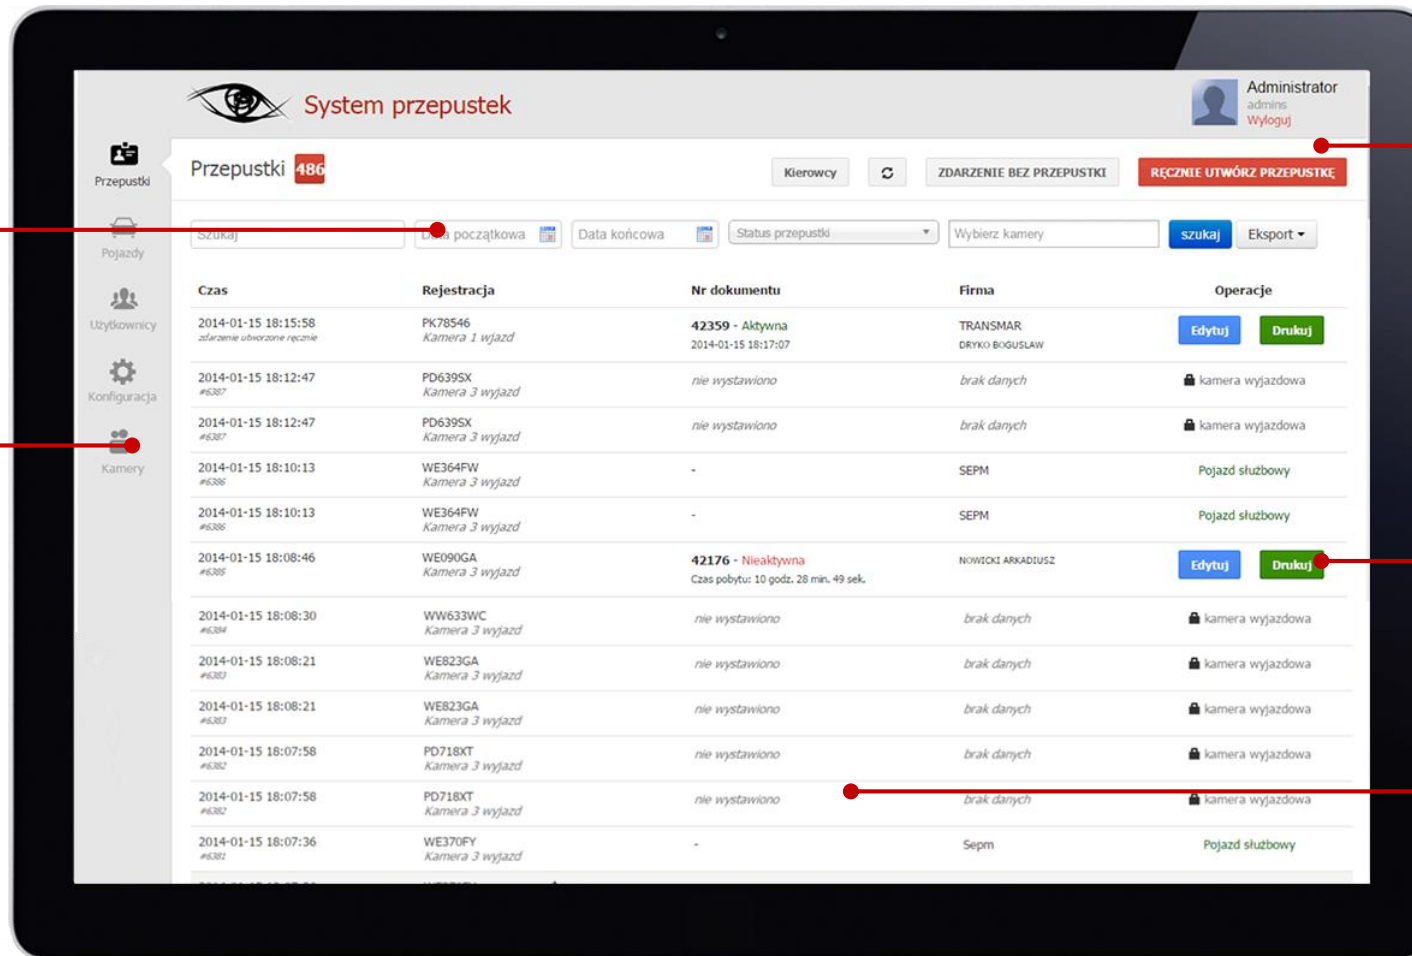 System przepustek
Administrator
admins
Wyloguj
Przepustki
Przepustki 486
Kierowcy
ZDARZENIE BEZ PRZEPUSTKI
RĘCZNIE UTWÓRZ PRZEPUSTKĘ
Pojazdy
Użytkownicy
Konfiguracja
Kamery
Szukaj
Data początkowa
Data końcowa
Status przepustki
Wybierz kamery
szukaj
Eksport
Czas Rejestracja Nr dokumentu Firma Operacje
2014-01-15 18:15:58 PK78546 42359 - Aktywna TRANSMAR Edytuj Drukuj
zdarzenie utworzone ręcznie Kamera 1 wjazd 2014-01-15 18:17:07 DRYKO BOGUSLAW
2014-01-15 18:12:47 PD639SX nie wystawiono brak danych kamera wyjazdowa
#6387 Kamera 3 wyjazd
2014-01-15 18:12:47 PD639SX nie wystawiono brak danych kamera wyjazdowa
#6387 Kamera 3 wyjazd
2014-01-15 18:10:13 WE364FW - SEPM Pojazd służbowy
#6386 Kamera 3 wyjazd
2014-01-15 18:10:13 WE364FW - SEPM Pojazd służbowy
#6386 Kamera 3 wyjazd
2014-01-15 18:08:46 WE090GA 42176 - Nieaktywna NOWICKI ARKADIUSZ Edytuj Drukuj
#6385 Kamera 3 wyjazd Czas pobytu: 10 godz. 28 min. 49 sek.
2014-01-15 18:08:30 WW633WC nie wystawiono brak danych kamera wyjazdowa
#6384 Kamera 3 wyjazd
2014-01-15 18:08:21 WE823GA nie wystawiono brak danych kamera wyjazdowa
#6383 Kamera 3 wyjazd
2014-01-15 18:08:21 WE823GA nie wystawiono brak danych kamera wyjazdowa
#6383 Kamera 3 wyjazd
2014-01-15 18:07:58 PD718XT nie wystawiono brak danych kamera wyjazdowa
#6382 Kamera 3 wyjazd
2014-01-15 18:07:58 PD718XT nie wystawiono brak danych kamera wyjazdowa
#6382 Kamera 3 wyjazd
2014-01-15 18:07:36 WE370FY - Sepm Pojazd służbowy
#6381 Kamera 3 wyjazd